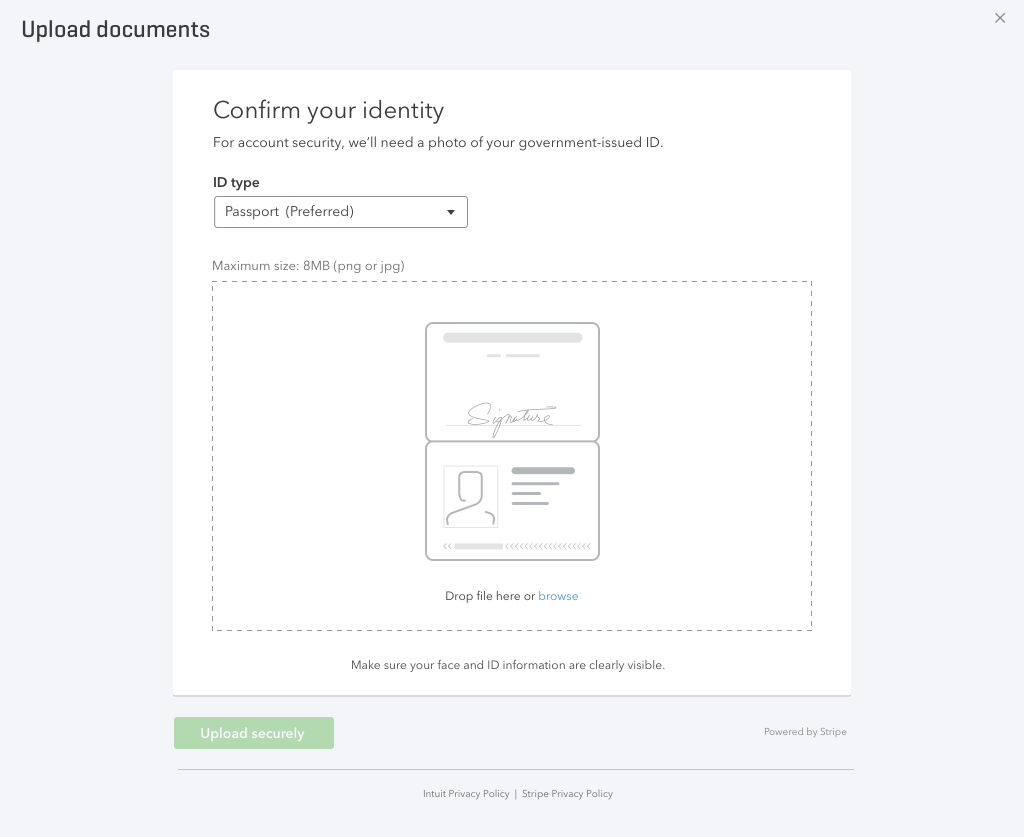 Upload documents
Confirm your identity
For account security, we’ll need a photo of your government-issued ID.
ID type
Passport (Preferred)
Maximum size: 8MB (png or jpg)
Signature
Drop file here or browse
Make sure your face and ID information are clearly visible.
Upload securely
Powered by Stripe
Intuit Privacy Policy | Stripe Privacy Policy